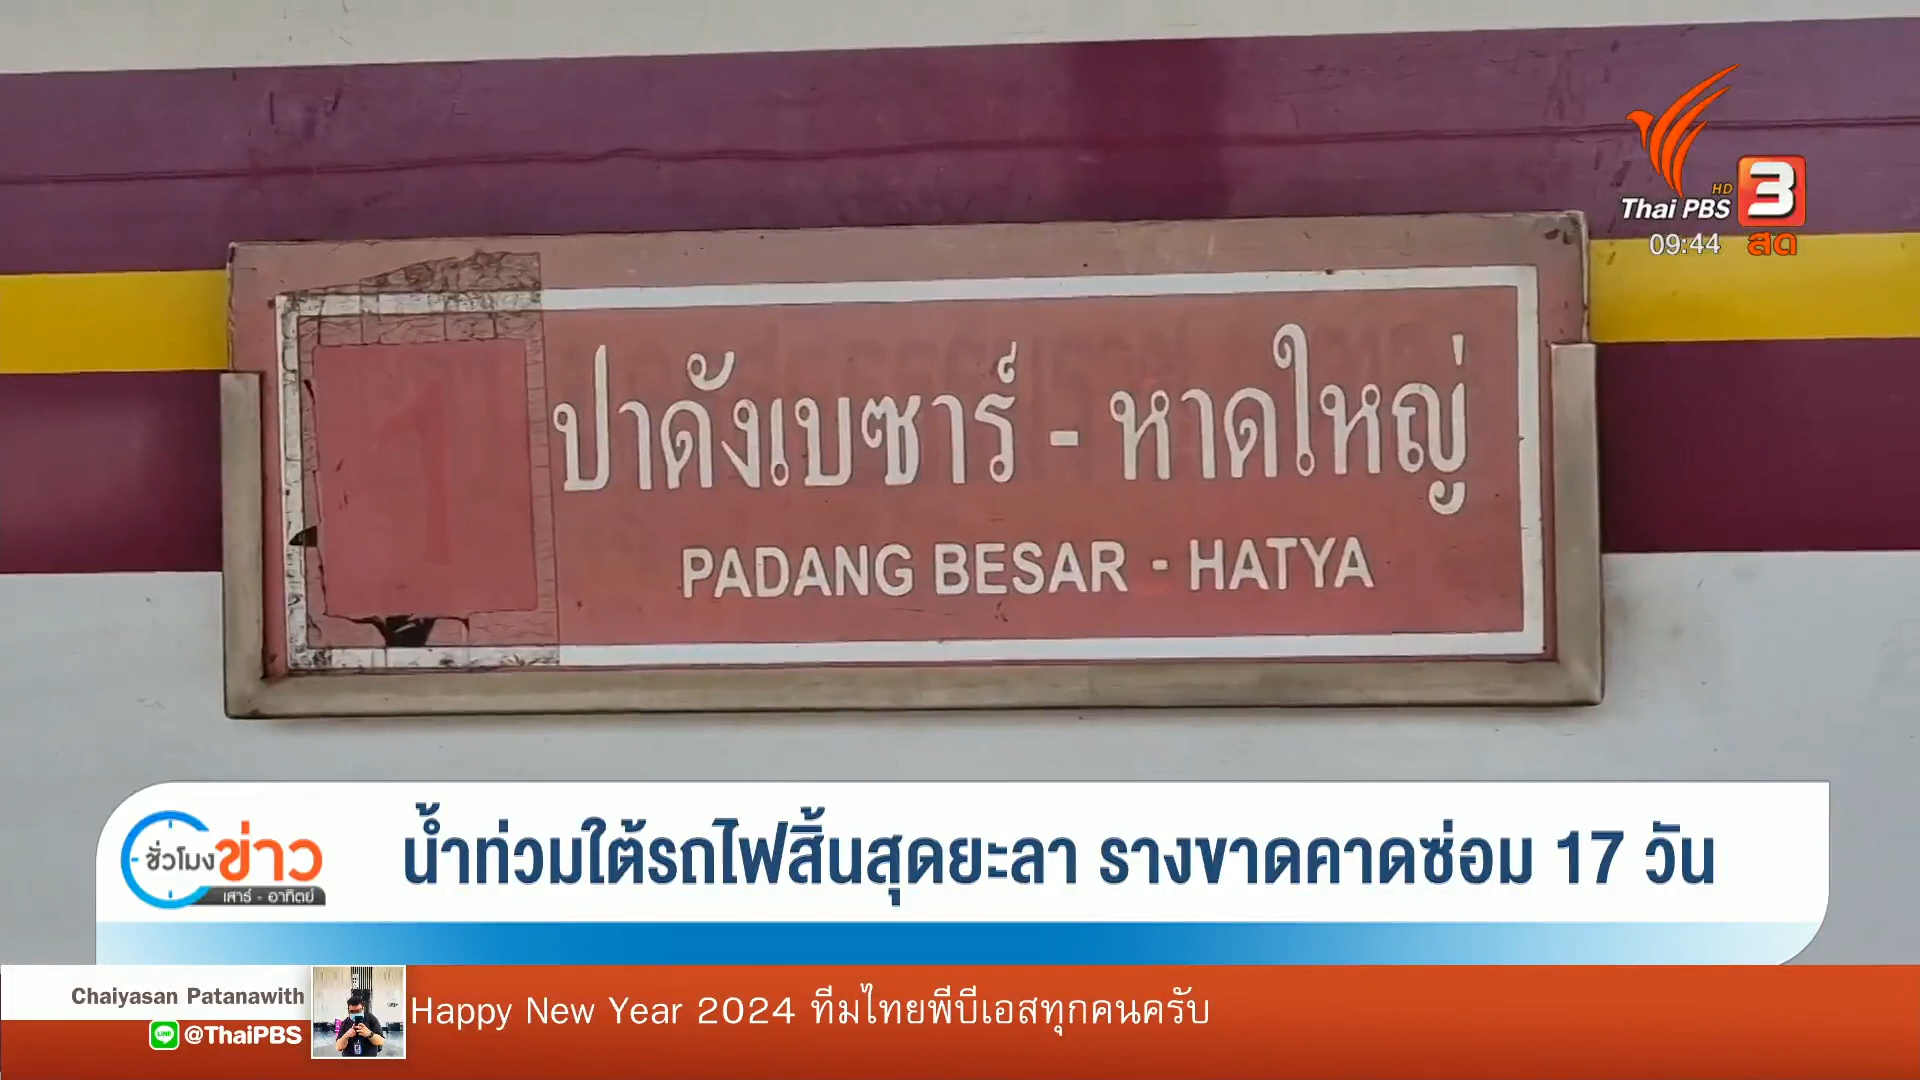 Thai PBS HD 3
09:44 สด
1 ปาดังเบซาร์ - หาดใหญ่
PADANG BESAR - HATYA
ชั่วโมงข่าว
เสาร์ - อาทิตย์
น้ำท่วมใต้รถไฟสิ้นสุดยะลา รางขาดคาดซ่อม 17 วัน
Chaiyasan Patanawith
LINE @ThaiPBS
Happy New Year 2024 ทีมไทยพีบีเอสทุกคนครับ